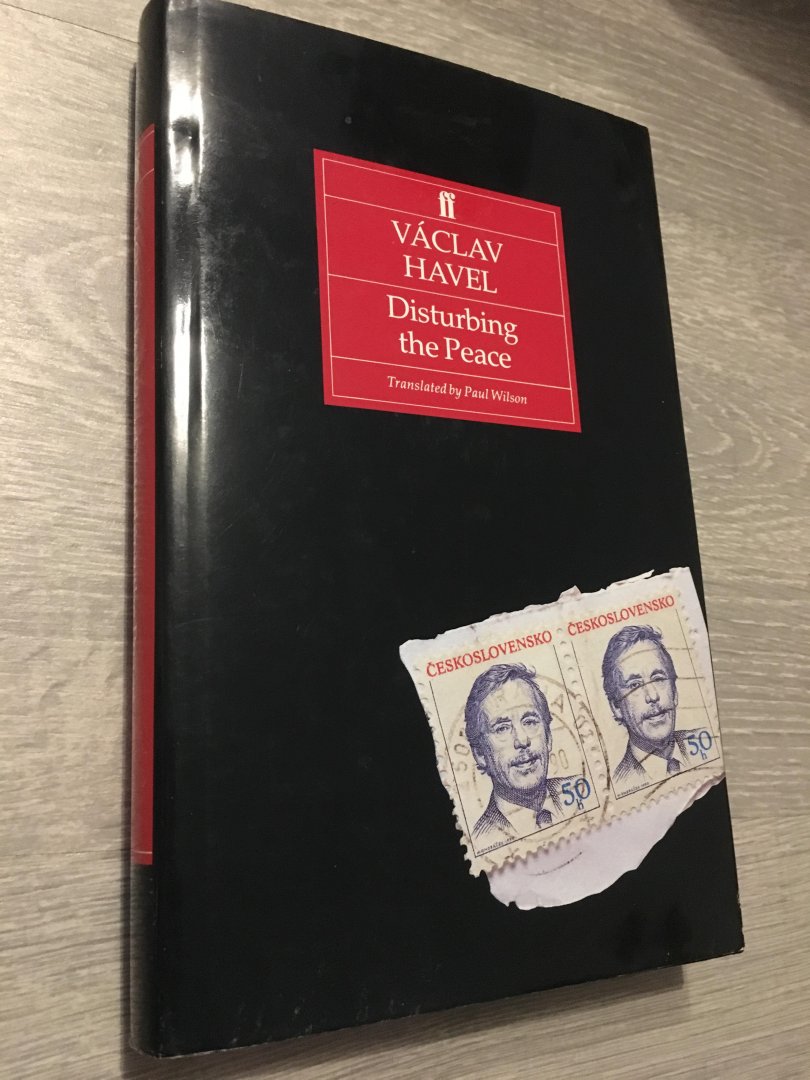 ff
VÁCLAV
HAVEL
Disturbing
the Peace
Translated by Paul Wilson
ČESKOSLOVENSKO
50
h
ČESKOSLOVENSKO
50
h